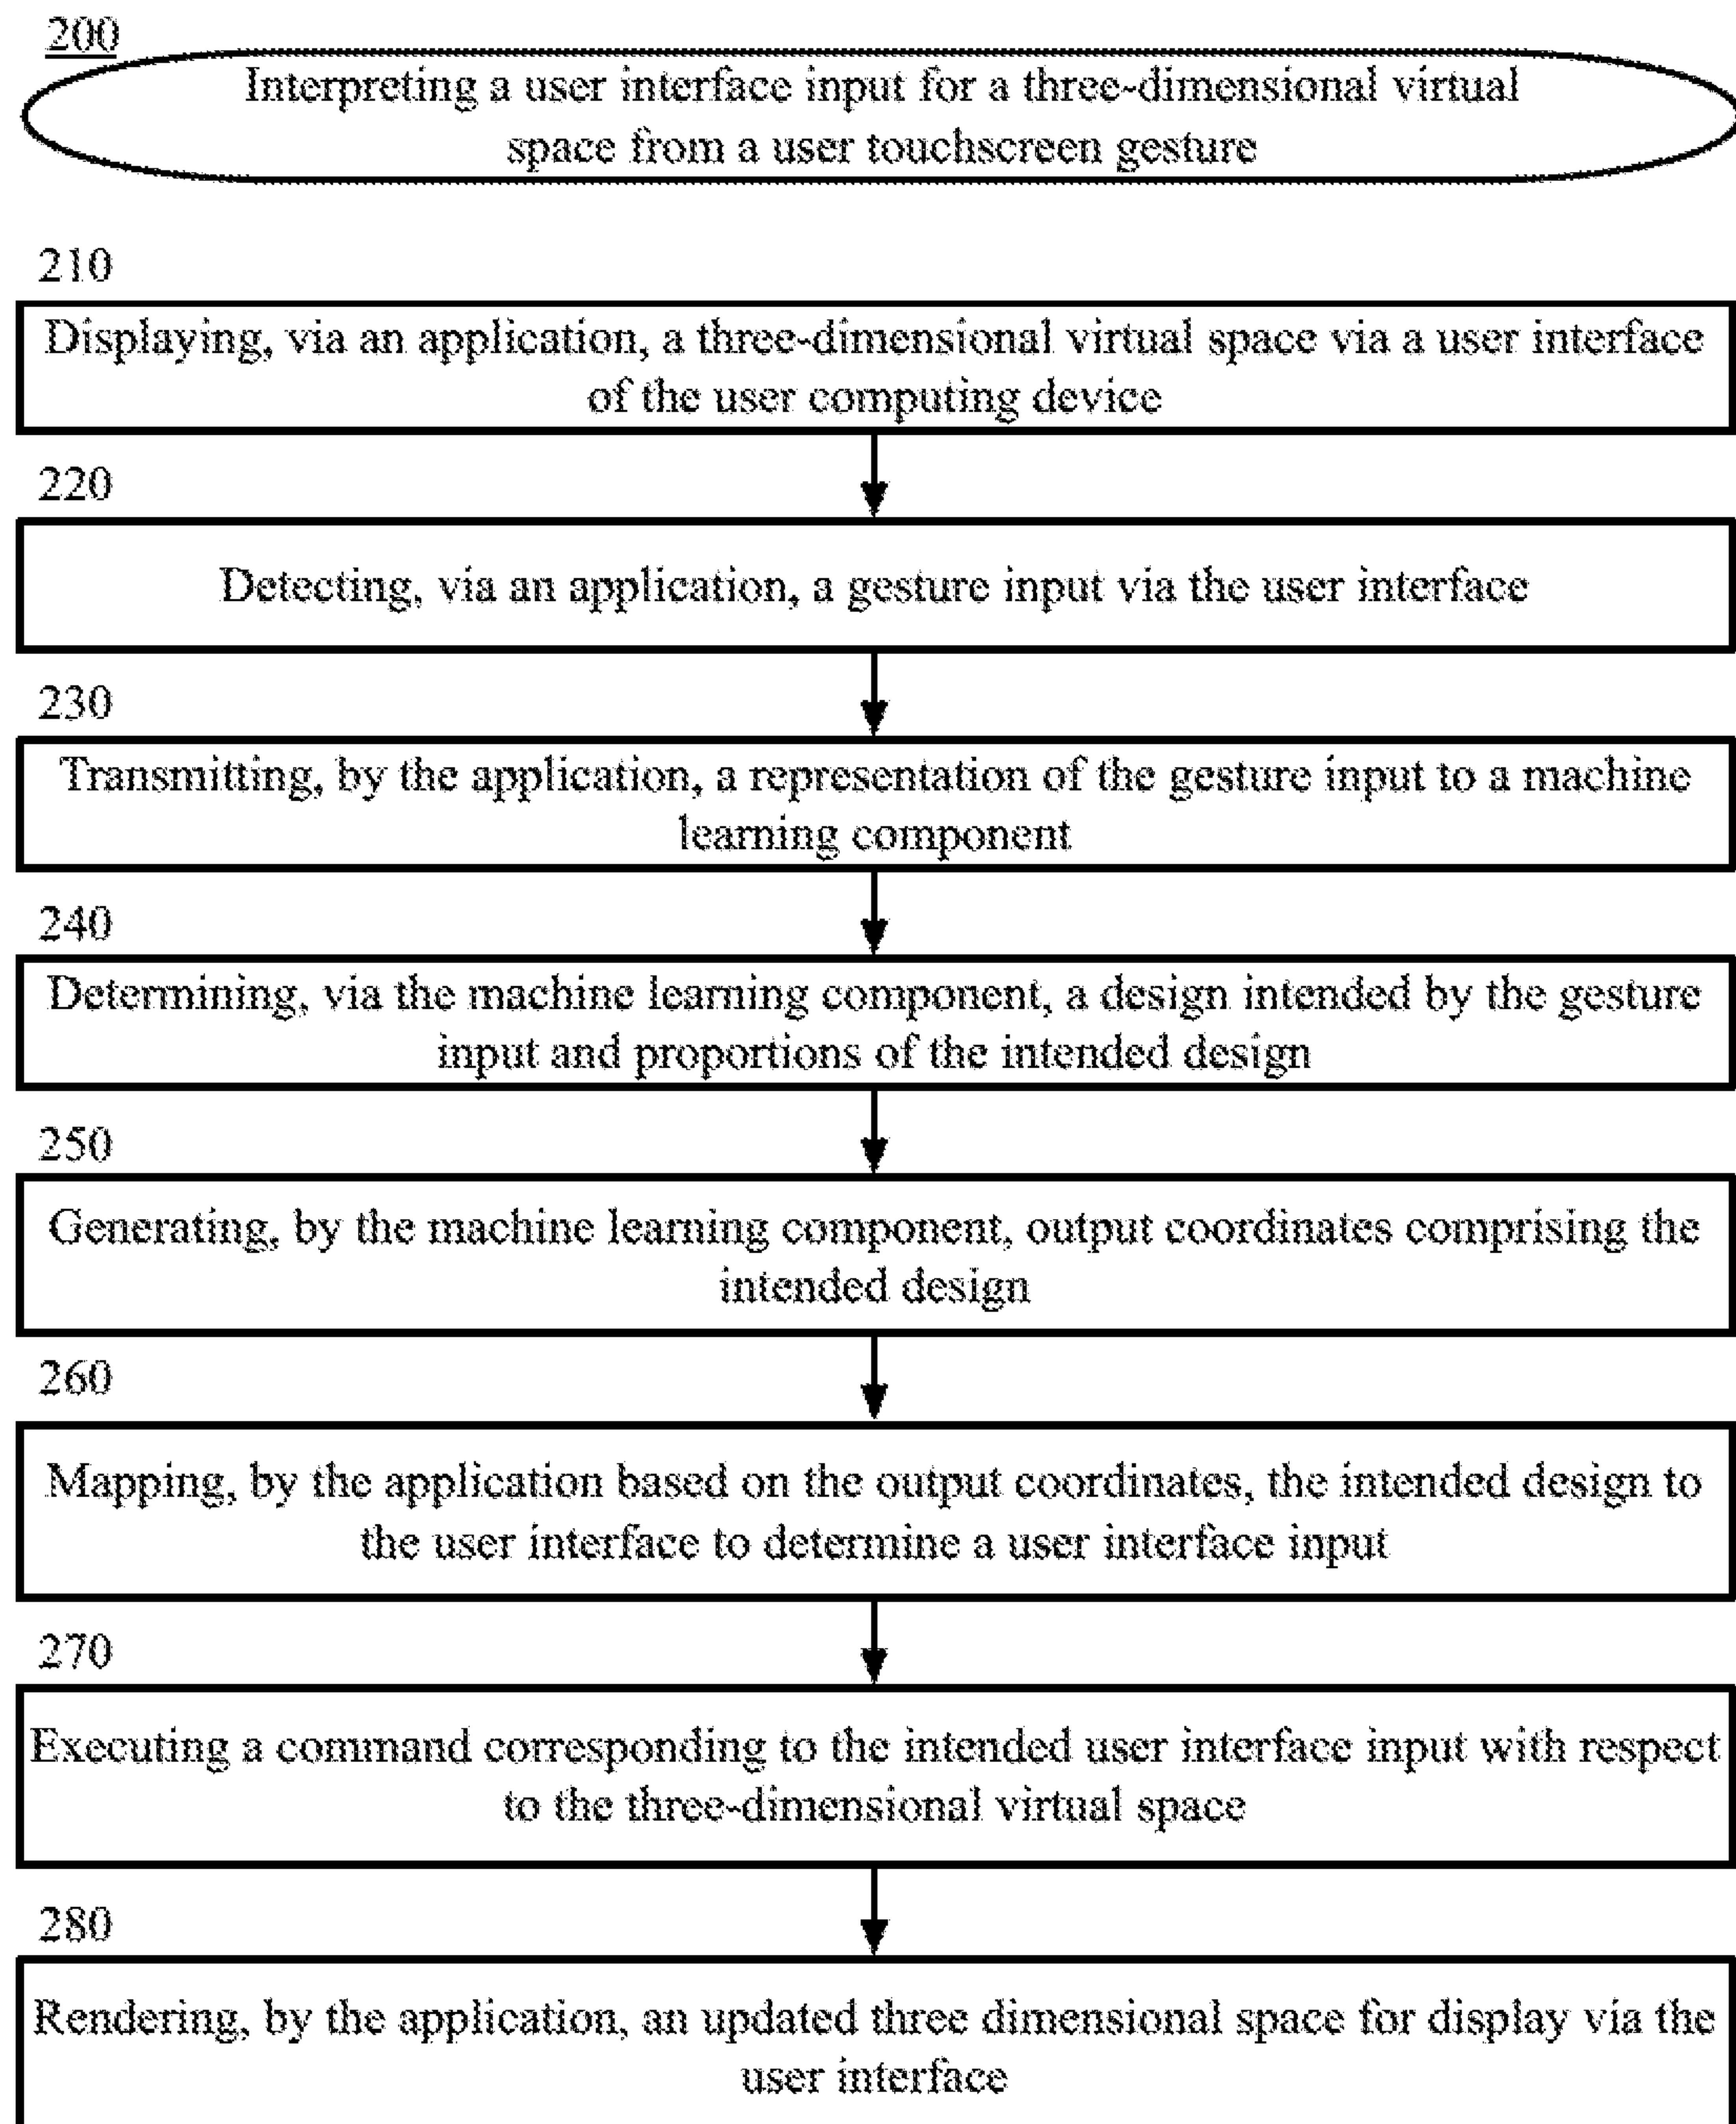 200
Interpreting a user interface input for a three-dimensional virtual
space from a user touchscreen gesture
210
Displaying, via an application, a three-dimensional virtual space via a user interface
of the user computing device
220
Detecting, via an application, a gesture input via the user interface
230
Transmitting, by the application, a representation of the gesture input to a machine
learning component
240
Determining, via the machine learning component, a design intended by the gesture
input and proportions of the intended design
250
Generating, by the machine learning component, output coordinates comprising the
intended design
260
Mapping, by the application based on the output coordinates, the intended design to
the user interface to determine a user interface input
270
Executing a command corresponding to the intended user interface input with respect
to the three-dimensional virtual space
280
Rendering, by the application, an updated three dimensional space for display via the
user interface